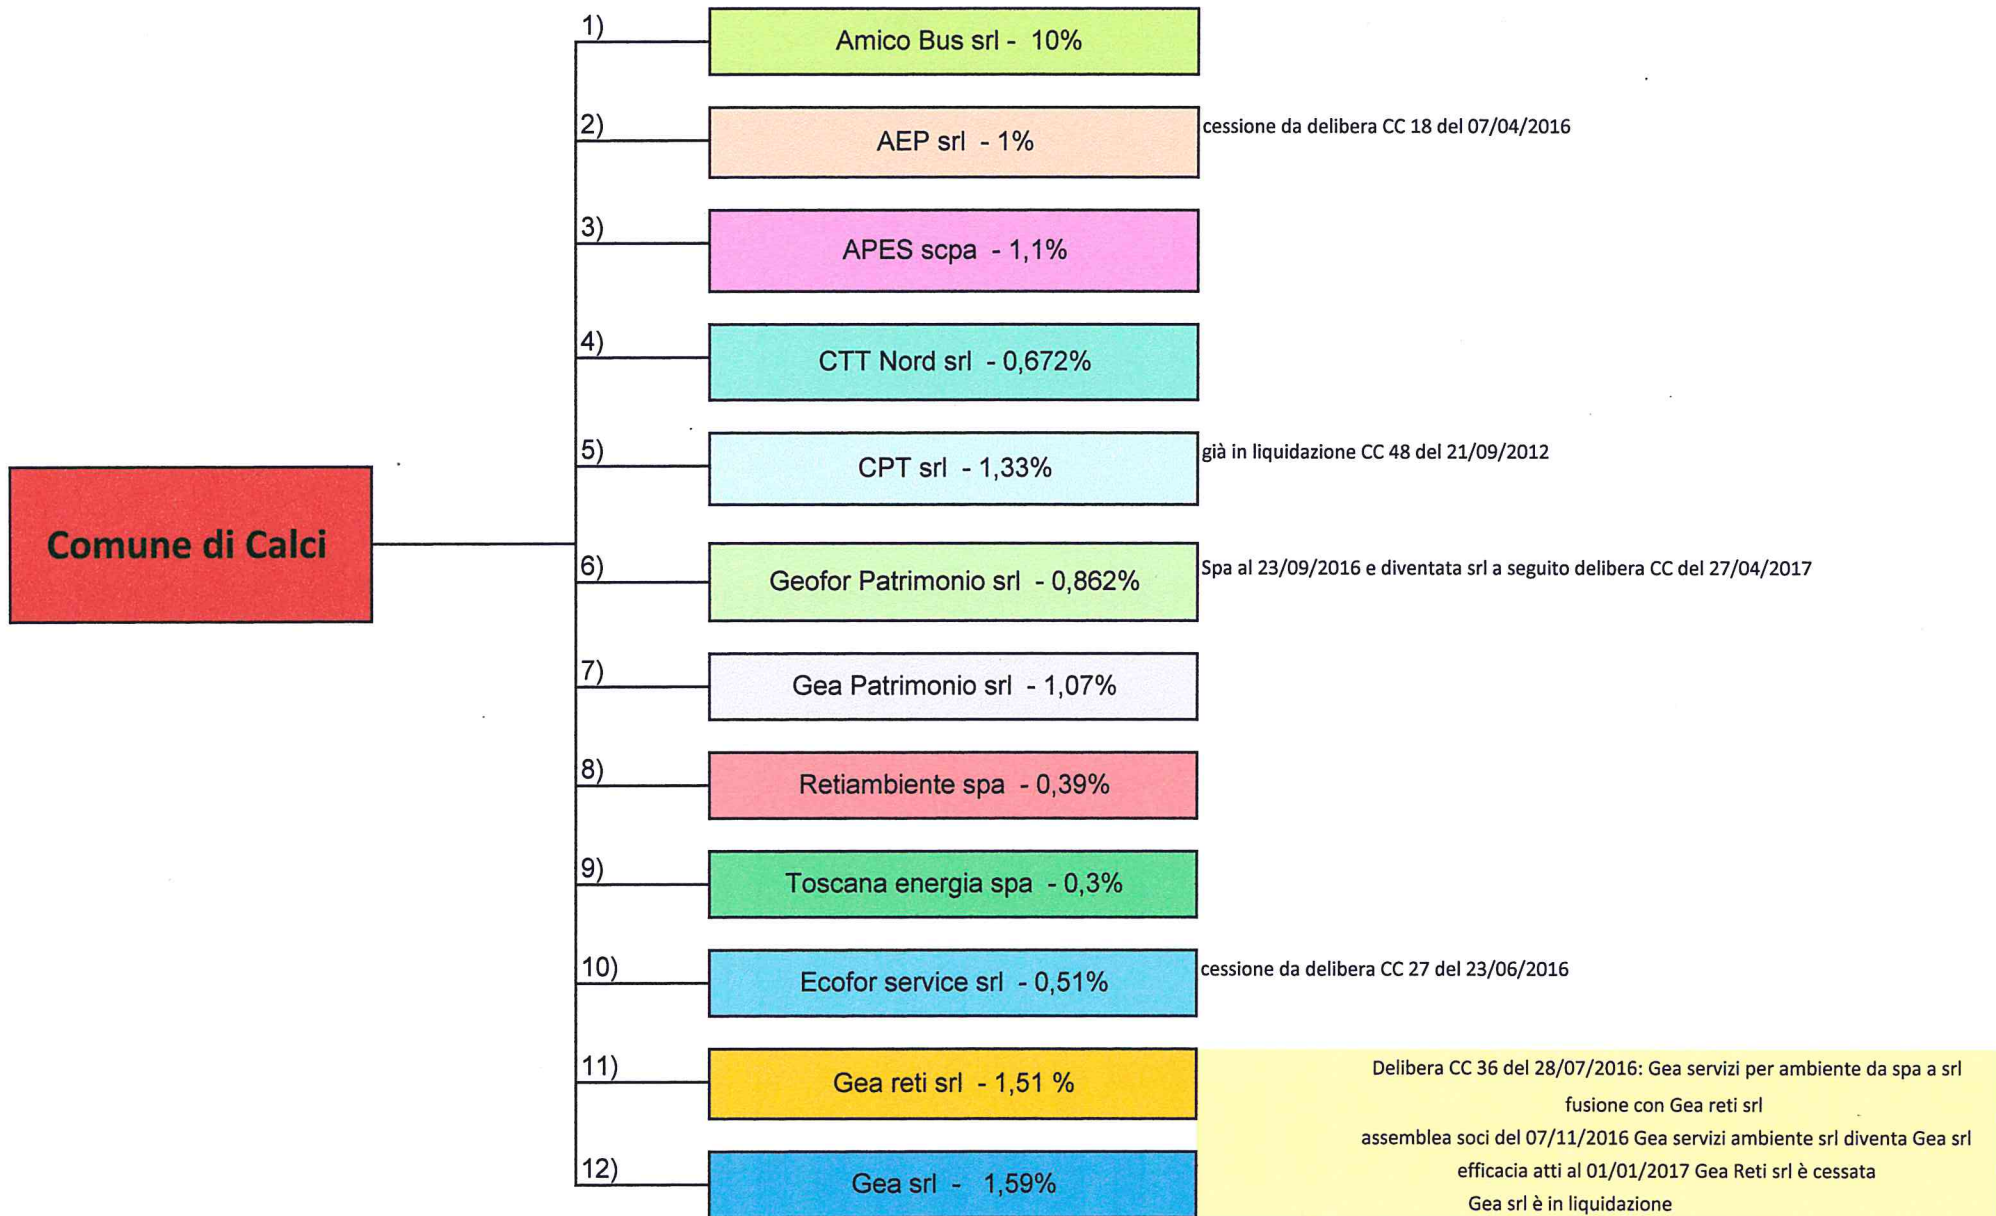 1)
Amico Bus srl - 10%
2)
AEP srl - 1%
cessione da delibera CC 18 del 07/04/2016
3)
APES scpa - 1,1%
4)
CTT Nord srl - 0,672%
5)
CPT srl - 1,33%
già in liquidazione CC 48 del 21/09/2012
Comune di Calci
6)
Geofor Patrimonio srl - 0,862%
Spa al 23/09/2016 e diventata srl a seguito delibera CC del 27/04/2017
7)
Gea Patrimonio srl - 1,07%
8)
Retiambiente spa - 0,39%
9)
Toscana energia spa - 0,3%
10)
Ecofor service srl - 0,51%
cessione da delibera CC 27 del 23/06/2016
11)
Gea reti srl - 1,51 %
Delibera CC 36 del 28/07/2016: Gea servizi per ambiente da spa a srl
fusione con Gea reti srl
assemblea soci del 07/11/2016 Gea servizi ambiente srl diventa Gea srl
12)
Gea srl - 1,59%
efficacia atti al 01/01/2017 Gea Reti srl è cessata
Gea srl è in liquidazione